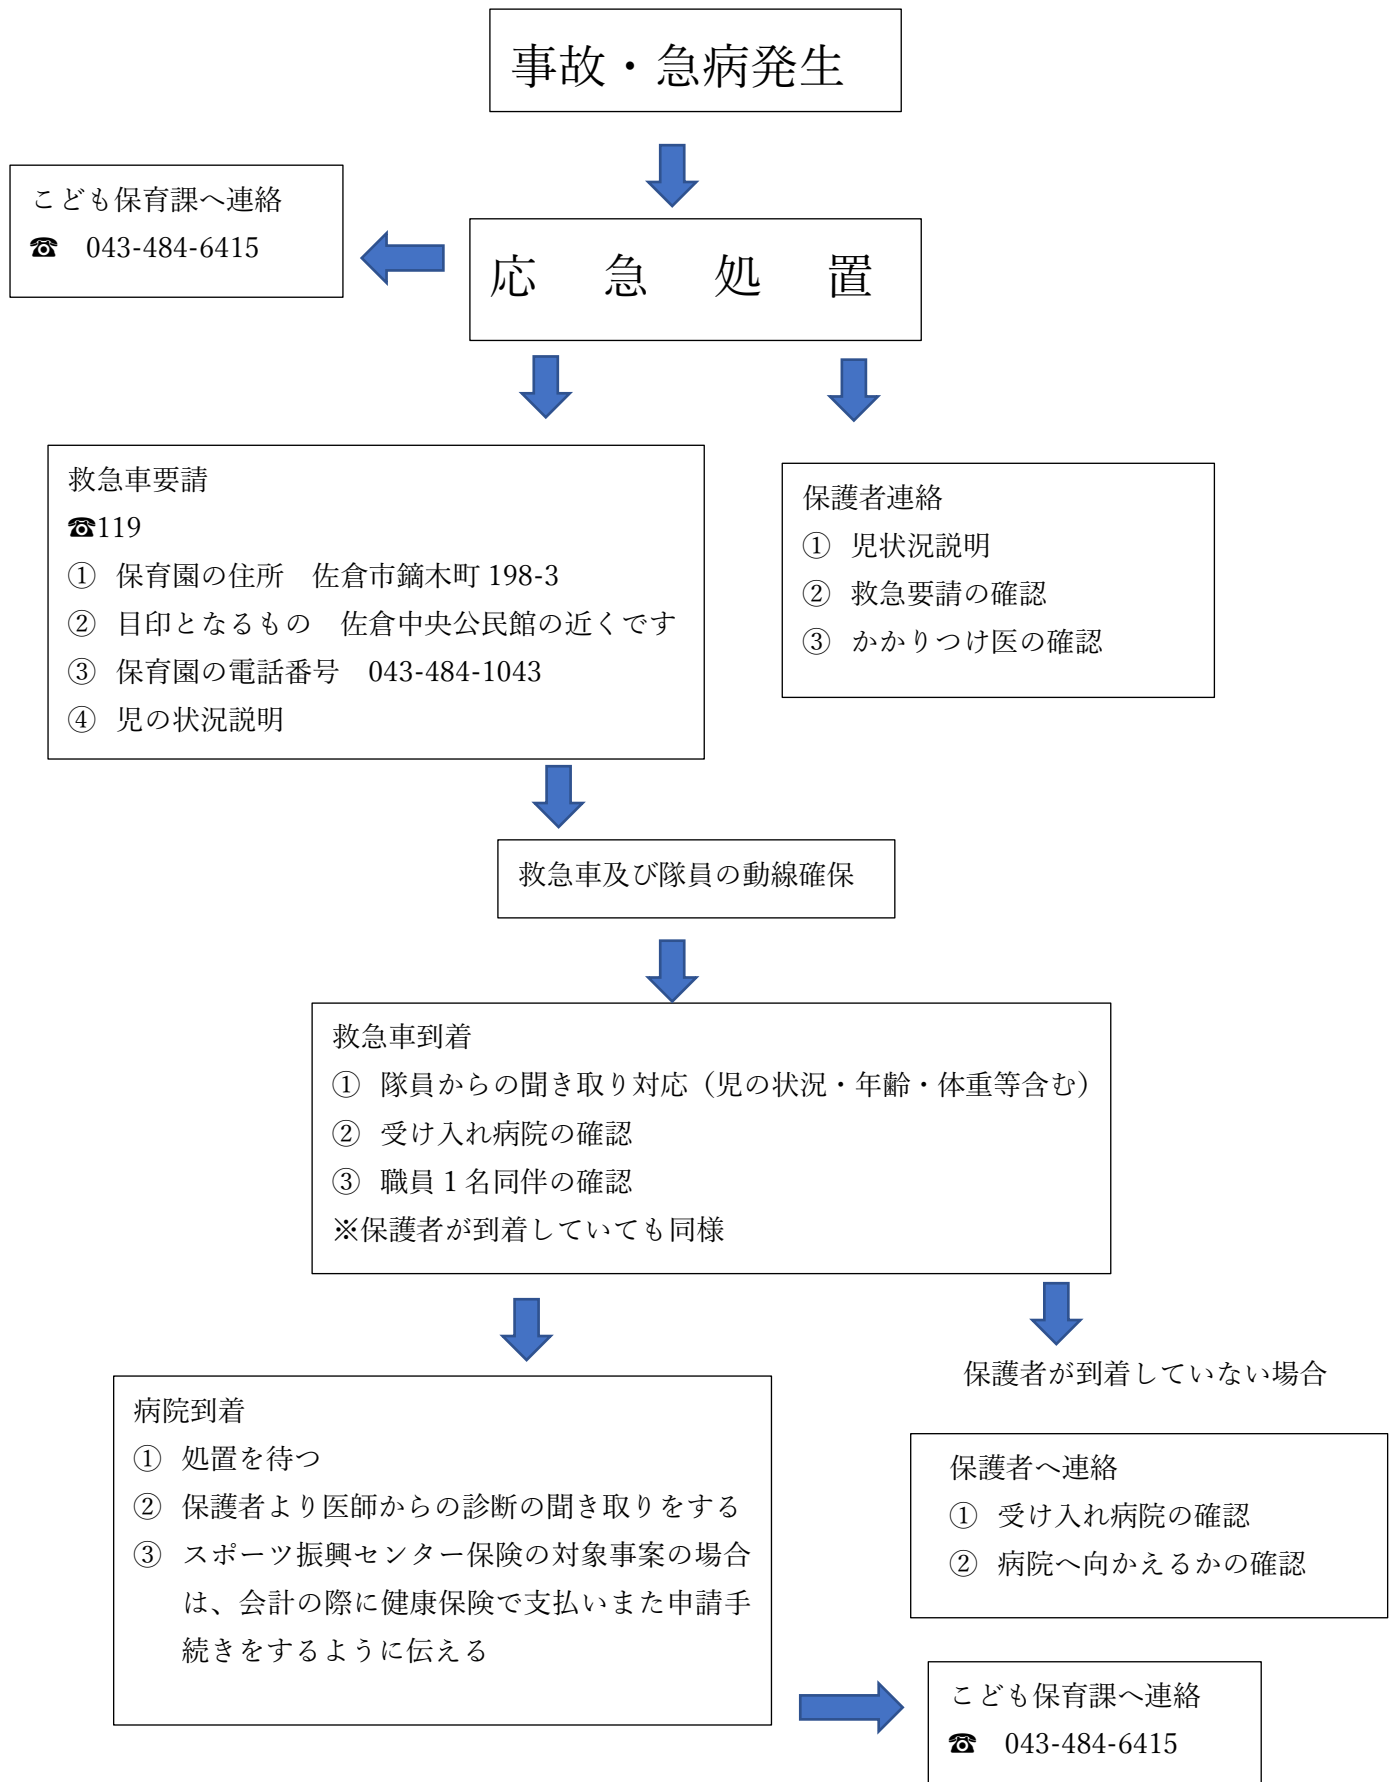 事故・急病発生
こども保育課へ連絡
☎ 043-484-6415
応 急 処 置
救急車要請
☎119
① 保育園の住所 佐倉市鏑木町 198-3
② 目印となるもの 佐倉中央公民館の近くです
③ 保育園の電話番号 043-484-1043
④ 児の状況説明
保護者連絡
① 児状況説明
② 救急要請の確認
③ かかりつけ医の確認
救急車及び隊員の動線確保
救急車到着
① 隊員からの聞き取り対応（児の状況・年齢・体重等含む）
② 受け入れ病院の確認
③ 職員１名同伴の確認
※保護者が到着していても同様
病院到着
① 処置を待つ
② 保護者より医師からの診断の聞き取りをする
③ スポーツ振興センター保険の対象事案の場合
は、会計の際に健康保険で支払いまた申請手
続きをするように伝える
保護者が到着していない場合
保護者へ連絡
① 受け入れ病院の確認
② 病院へ向かえるかの確認
こども保育課へ連絡
☎ 043-484-6415